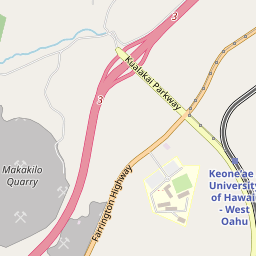 3
Kualakai Parkway
3
Makakilo
Quarry
Farrington Highway
Keone'ae
University
of Hawai
- West
Oahu